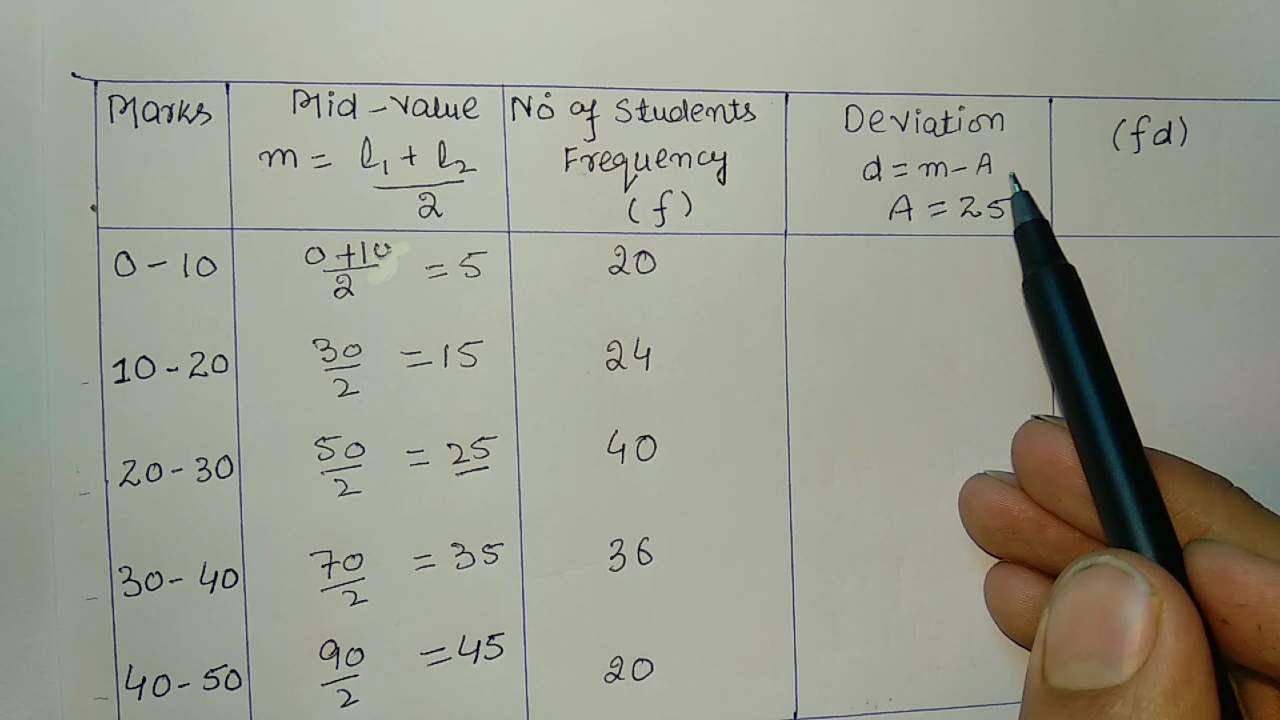 Marks Mid-value No of Students Deviation (fd)
m = l₁ + l₂ / 2 Frequency (f) d = m - A
A = 25
0 - 10 0+10/2 = 5 20
10 - 20 30/2 = 15 24
20 - 30 50/2 = 25 40
30 - 40 70/2 = 35 36
40 - 50 90/2 = 45 20